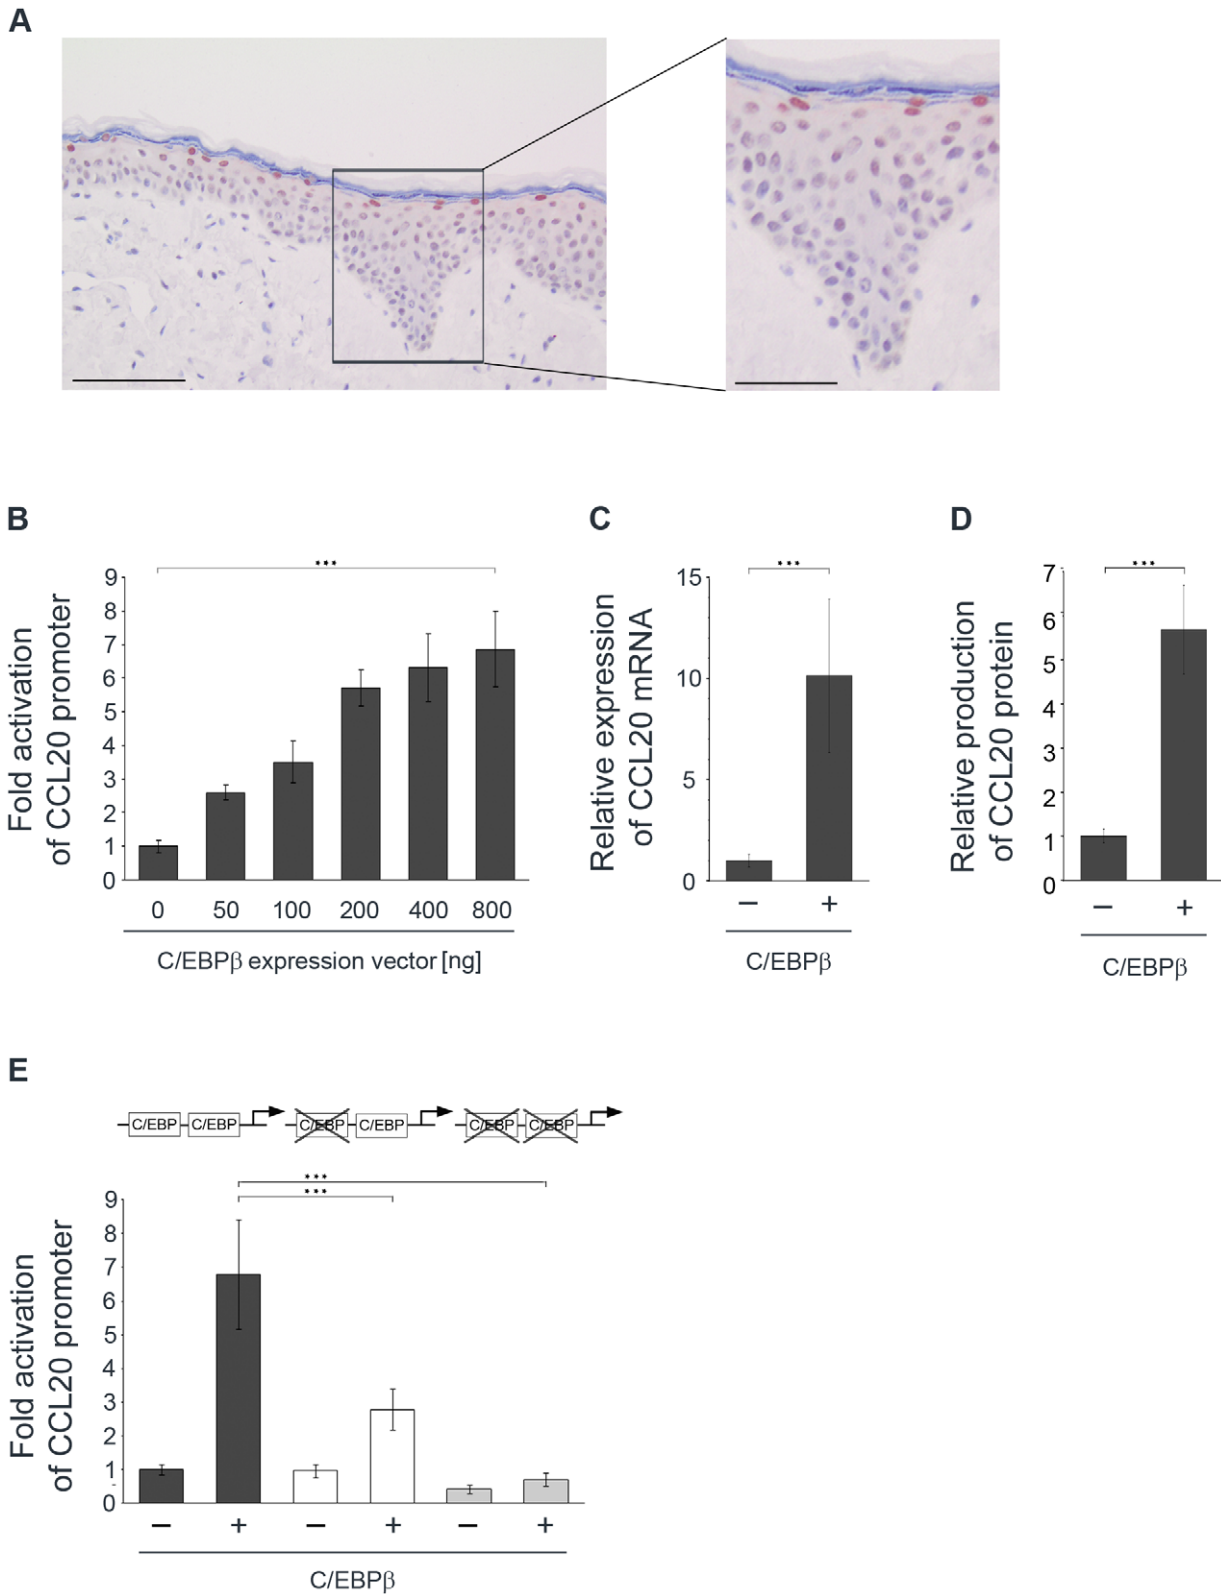 A
B
***
9
8
7
6
5
4
3
2
1
0
Fold activation
of CCL20 promoter
0 50 100 200 400 800
C/EBPβ expression vector [ng]
C
***
15
10
5
0
Relative expression
of CCL20 mRNA
− +
C/EBPβ
D
***
7
6
5
4
3
2
1
0
Relative production
of CCL20 protein
− +
C/EBPβ
E
C/EBP C/EBP C/EBP C/EBP C/EBP C/EBP
***
***
9
8
7
6
5
4
3
2
1
0
Fold activation
of CCL20 promoter
− + − + − +
C/EBPβ